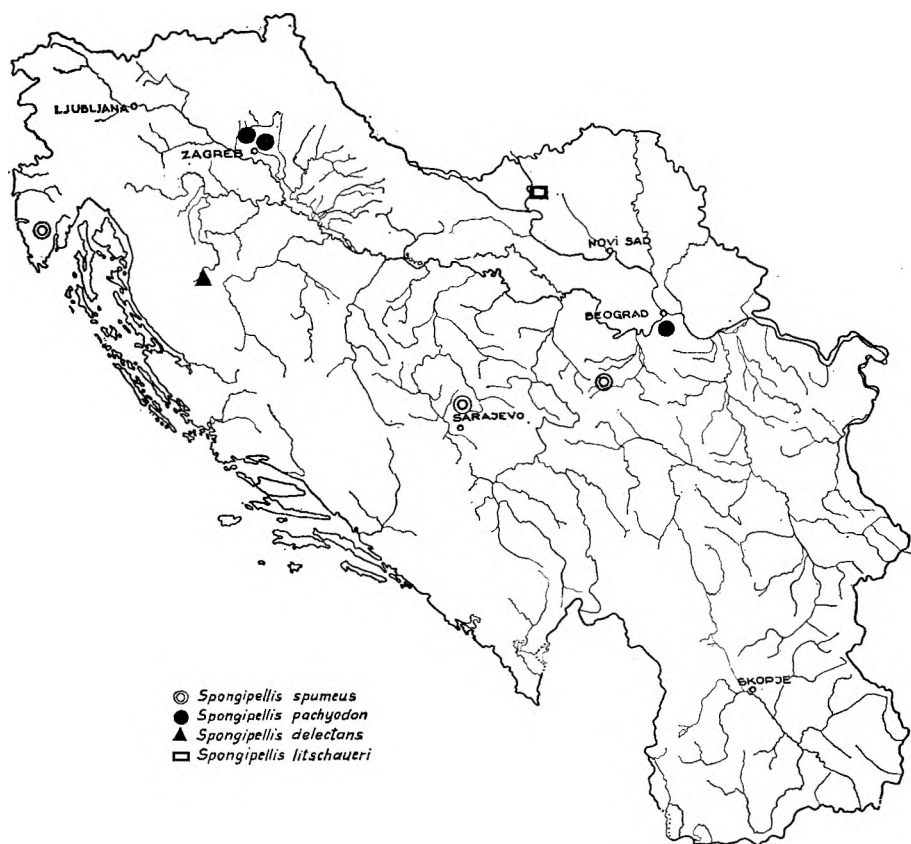 LJUBLJANA
ZAGREB
NOVI SAD
BEOGRAD
SARAJEVO
SKOPJE
Spongipellis spumeus
Spongipellis pachyodon
Spongipellis delectans
Spongipellis litschaueri